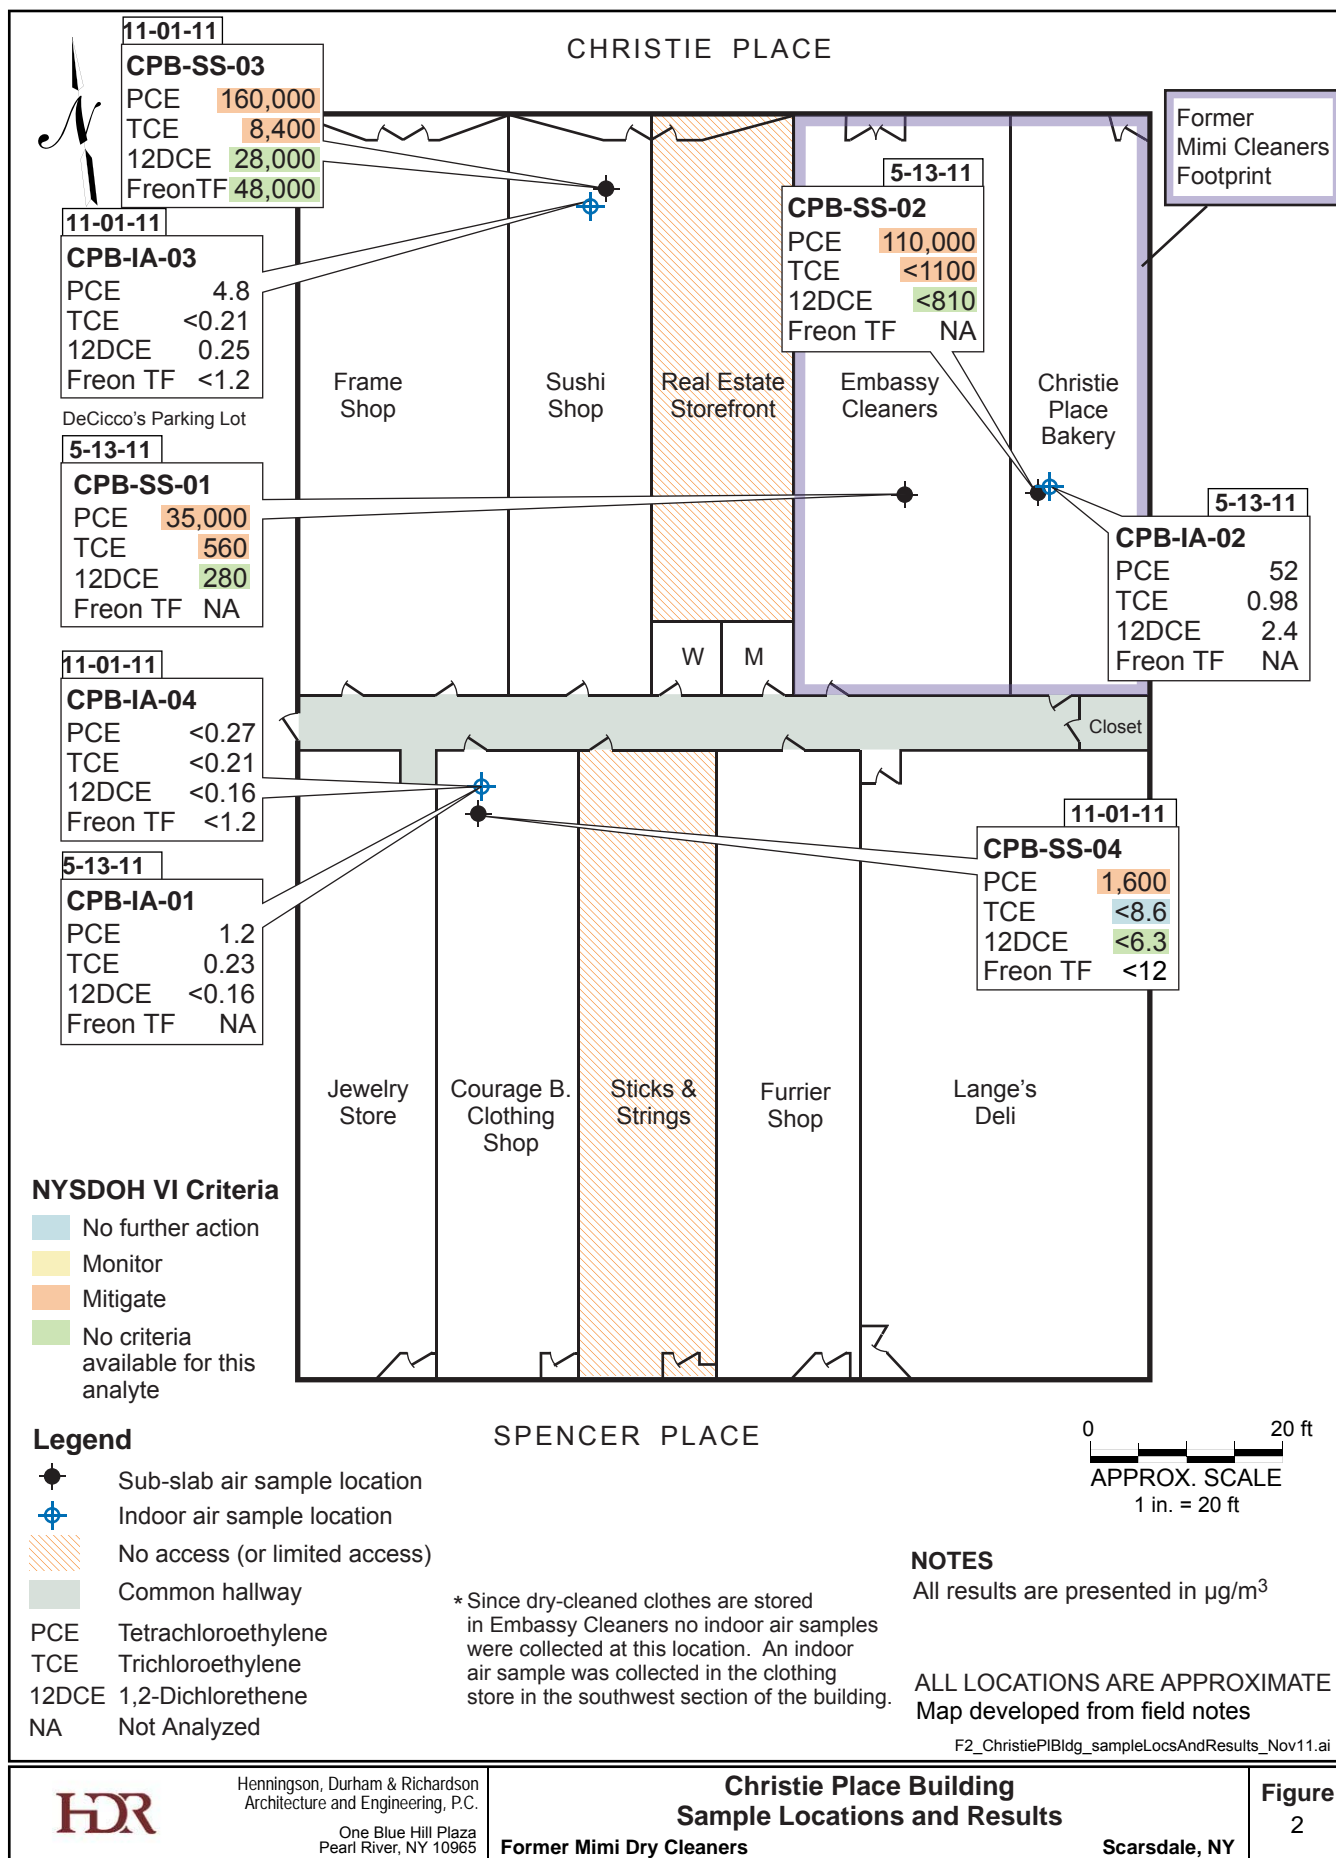 CHRISTIE PLACE
N
11-01-11
CPB-SS-03
PCE 160,000
TCE 8,400
12DCE 28,000
FreonTF 48,000
11-01-11
CPB-IA-03
PCE 4.8
TCE <0.21
12DCE 0.25
Freon TF <1.2
DeCicco's Parking Lot
5-13-11
CPB-SS-01
PCE 35,000
TCE 560
12DCE 280
Freon TF NA
11-01-11
CPB-IA-04
PCE <0.27
TCE <0.21
12DCE <0.16
Freon TF <1.2
5-13-11
CPB-IA-01
PCE 1.2
TCE 0.23
12DCE <0.16
Freon TF NA
Former
Mimi Cleaners
Footprint
5-13-11
CPB-SS-02
PCE 110,000
TCE <1100
12DCE <810
Freon TF NA
5-13-11
CPB-IA-02
PCE 52
TCE 0.98
12DCE 2.4
Freon TF NA
11-01-11
CPB-SS-04
PCE 1,600
TCE <8.6
12DCE <6.3
Freon TF <12
Frame
Shop
Sushi
Shop
Real Estate
Storefront
Embassy
Cleaners
Christie
Place
Bakery
W
M
Closet
Jewelry
Store
Courage B.
Clothing
Shop
Sticks &
Strings
Furrier
Shop
Lange's
Deli
NYSDOH VI Criteria
No further action
Monitor
Mitigate
No criteria
available for this
analyte
SPENCER PLACE
Legend
Sub-slab air sample location
Indoor air sample location
No access (or limited access)
Common hallway
PCE Tetrachloroethylene
TCE Trichloroethylene
12DCE 1,2-Dichlorethene
NA Not Analyzed
* Since dry-cleaned clothes are stored
in Embassy Cleaners no indoor air samples
were collected at this location. An indoor
air sample was collected in the clothing
store in the southwest section of the building.
0 20 ft
APPROX. SCALE
1 in. = 20 ft
NOTES
All results are presented in µg/m³
ALL LOCATIONS ARE APPROXIMATE
Map developed from field notes
F2_ChristiePlBldg_sampleLocsAndResults_Nov11.ai
HDR
Henningson, Durham & Richardson
Architecture and Engineering, P.C.
One Blue Hill Plaza
Pearl River, NY 10965
Christie Place Building
Sample Locations and Results
Former Mimi Dry Cleaners Scarsdale, NY
Figure
2